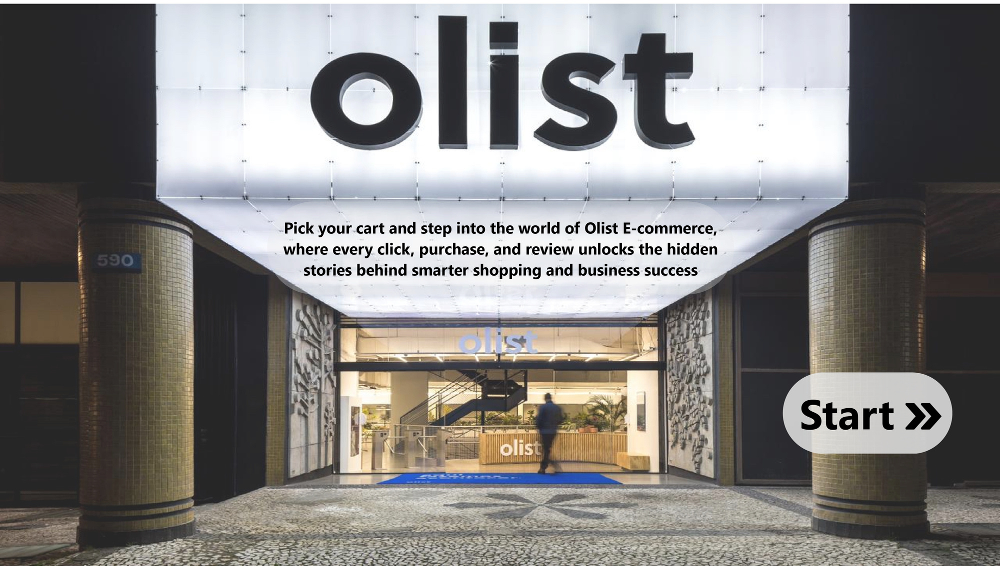 olist
Pick your cart and step into the world of Olist E-commerce,
where every click, purchase, and review unlocks the hidden
stories behind smarter shopping and business success
590
olist
Start
olist